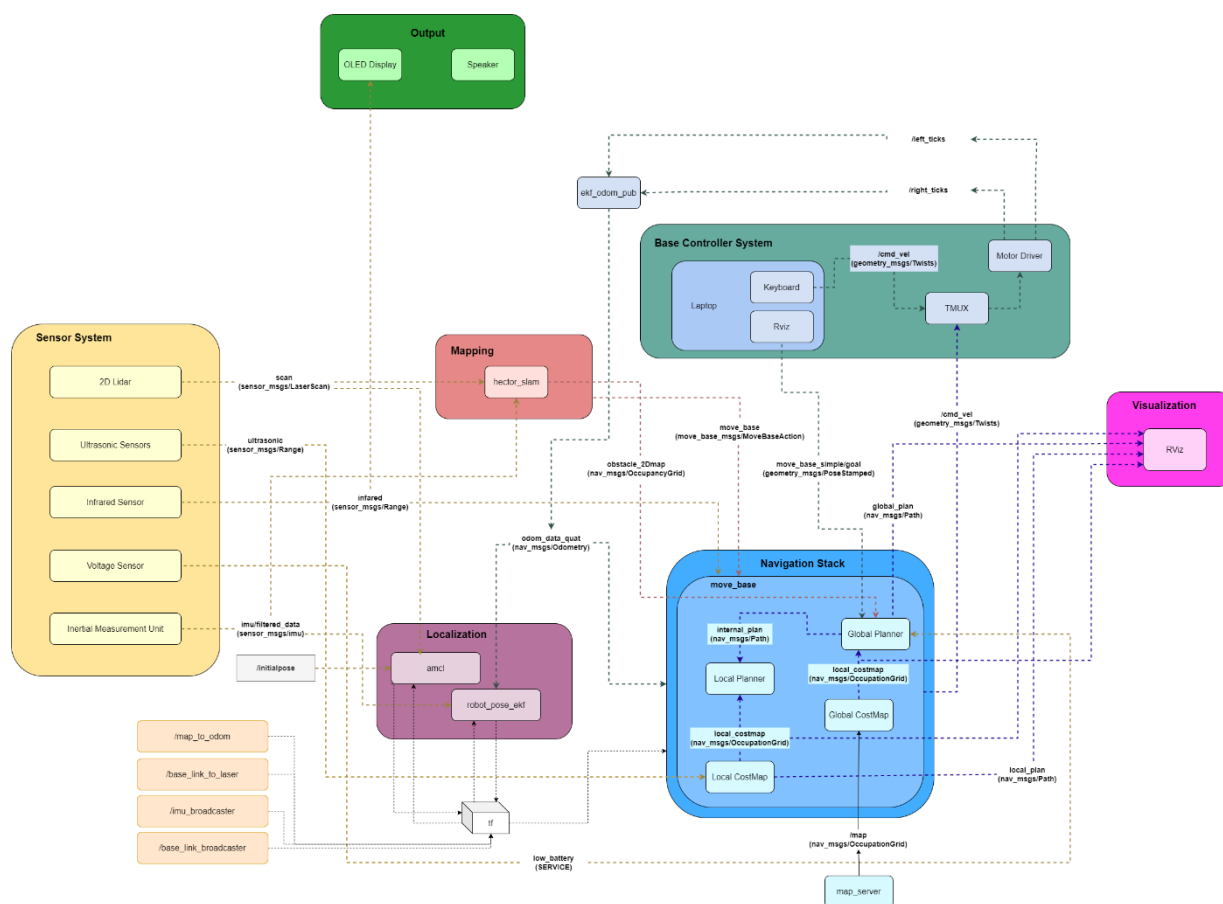 Output
OLED Display
Speaker
/left_ticks
ekf_odom_pub
/right_ticks
Base Controller System
/cmd_vel
(geometry_msgs/Twists)
Motor Driver
Laptop
Keyboard
Rviz
TMUX
Sensor System
2D Lidar
Ultrasonic Sensors
Infrared Sensor
Voltage Sensor
Inertial Measurement Unit
scan
(sensor_msgs/LaserScan)
ultrasonic
(sensor_msgs/Range)
infared
(sensor_msgs/Range)
imu/filtered_data
(sensor_msgs/imu)
Mapping
hector_slam
move_base
(move_base_msgs/MoveBaseAction)
obstacle_2Dmap
(nav_msgs/OccupancyGrid)
move_base_simple/goal
(geometry_msgs/PoseStamped)
/cmd_vel
(geometry_msgs/Twists)
global_plan
(nav_msgs/Path)
Visualization
RViz
odom_data_quat
(nav_msgs/Odometry)
Localization
amcl
robot_pose_ekf
/initialpose
/map_to_odom
/base_link_to_laser
/imu_broadcaster
/base_link_broadcaster
tf
Navigation Stack
move_base
internal_plan
(nav_msgs/Path)
Global Planner
Local Planner
local_costmap
(nav_msgs/OccupationGrid)
Global CostMap
local_costmap
(nav_msgs/OccupationGrid)
Local CostMap
local_plan
(nav_msgs/Path)
/map
(nav_msgs/OccupationGrid)
low_battery
(SERVICE)
map_server